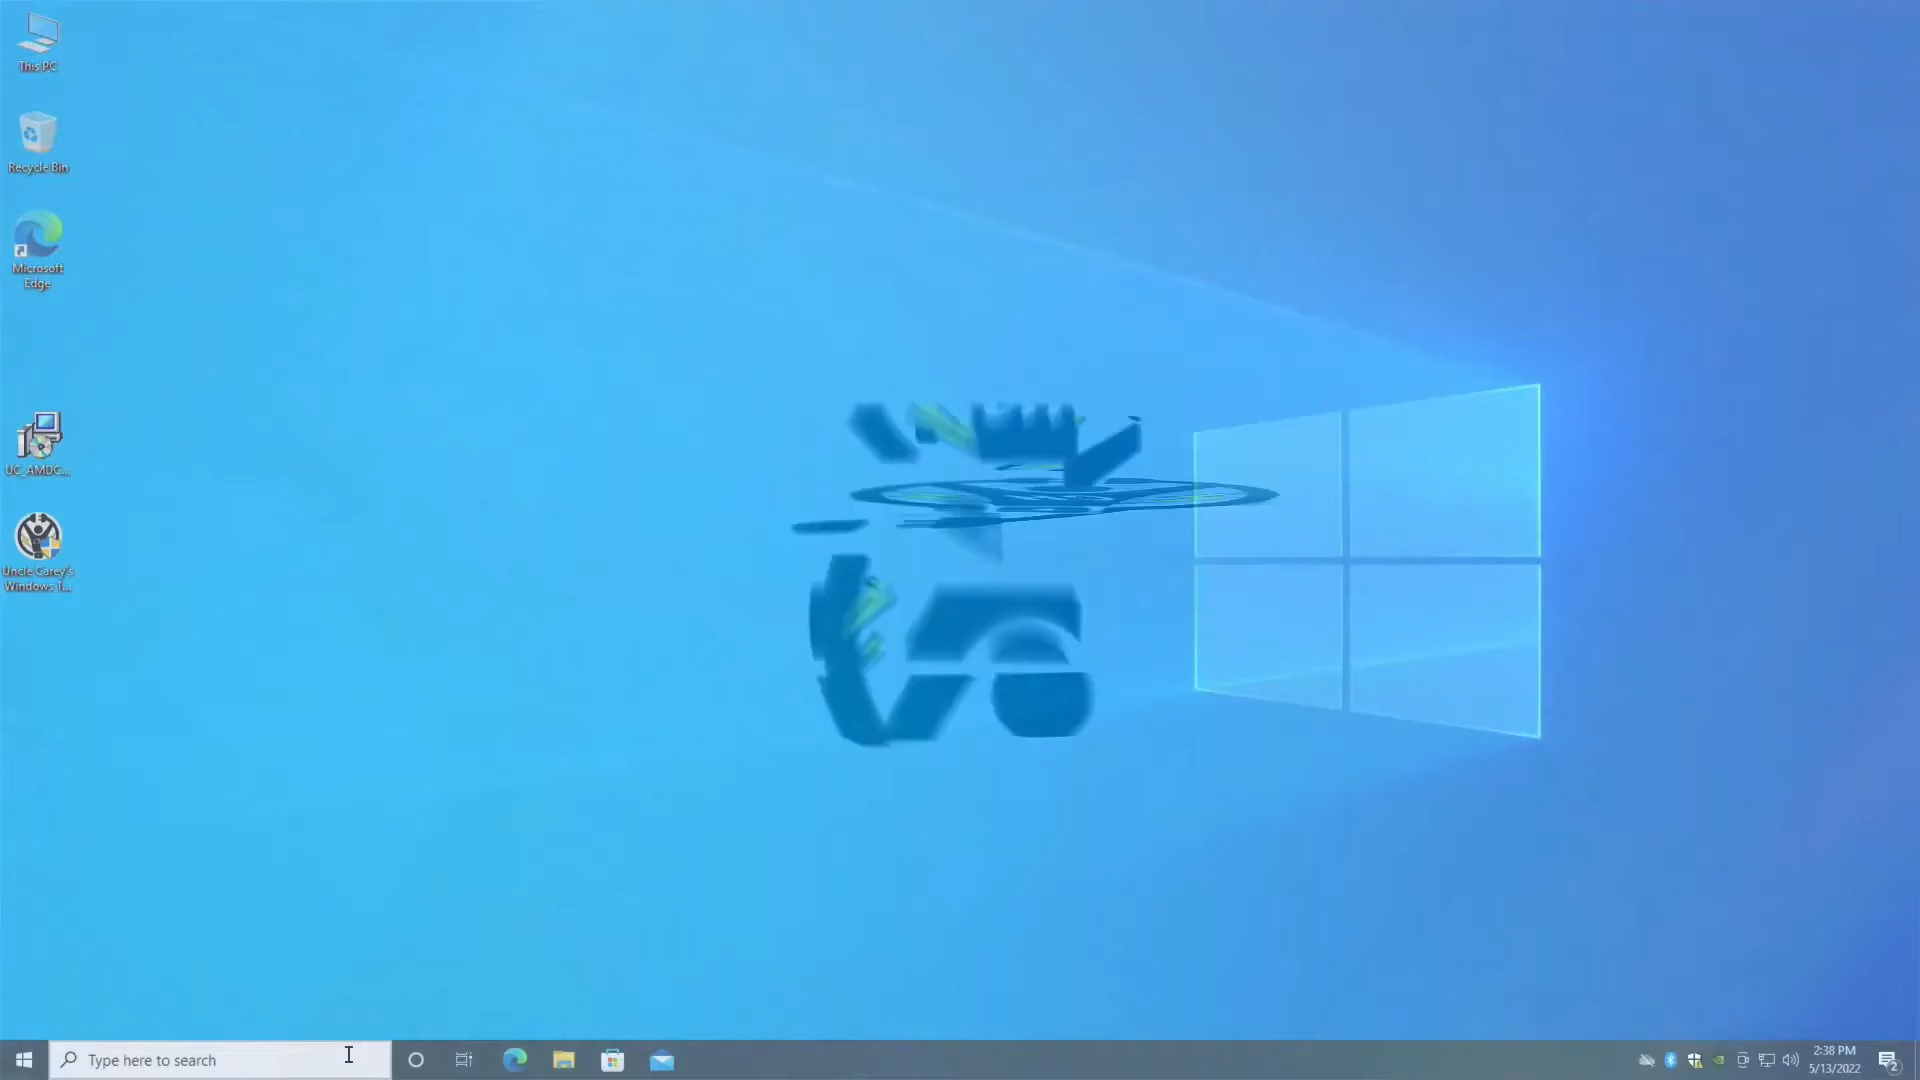 This PC
Recycle Bin
Microsoft
Edge
UC_AMDC...
Uncle Carey's
Windows T...
Type here to search
2:38 PM
5/13/2022
2